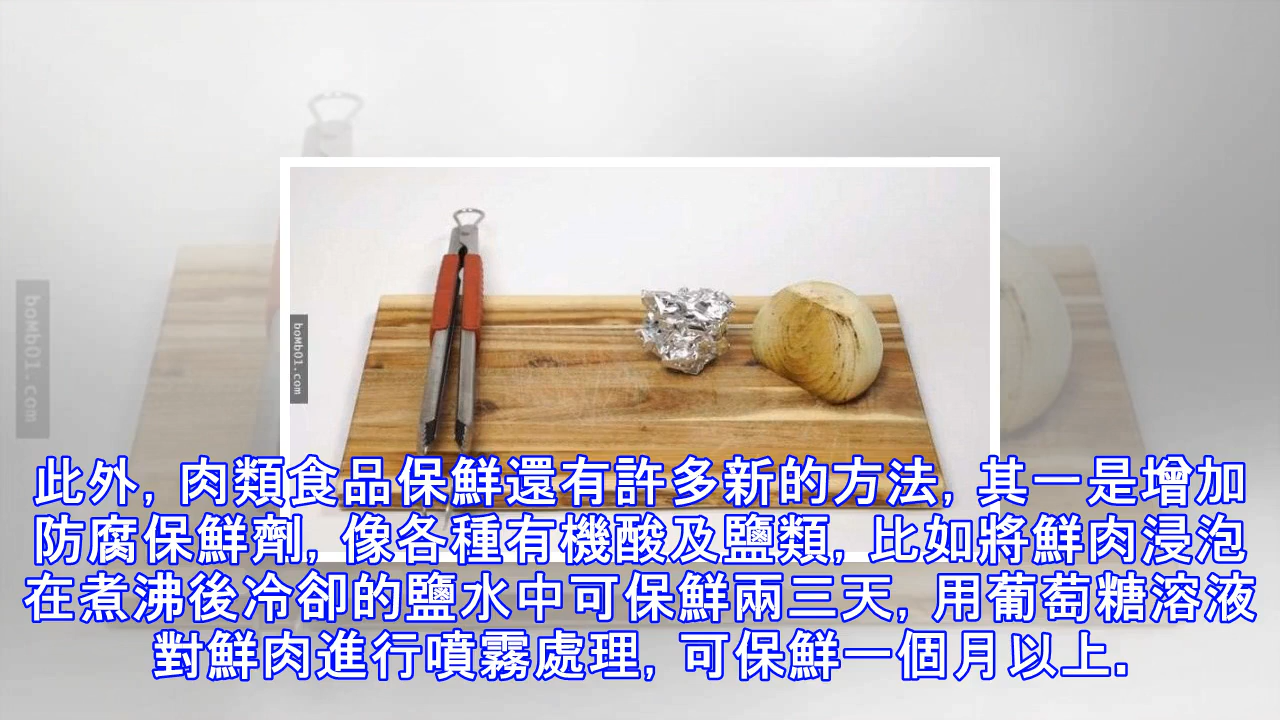 boMb01.com
boMb01.com
此外, 肉類食品保鮮還有許多新的方法, 其一是增加
防腐保鮮劑, 像各種有機酸及鹽類, 比如將鮮肉浸泡
在煮沸後冷卻的鹽水中可保鮮兩三天, 用葡萄糖溶液
對鮮肉進行噴霧處理, 可保鮮一個月以上.